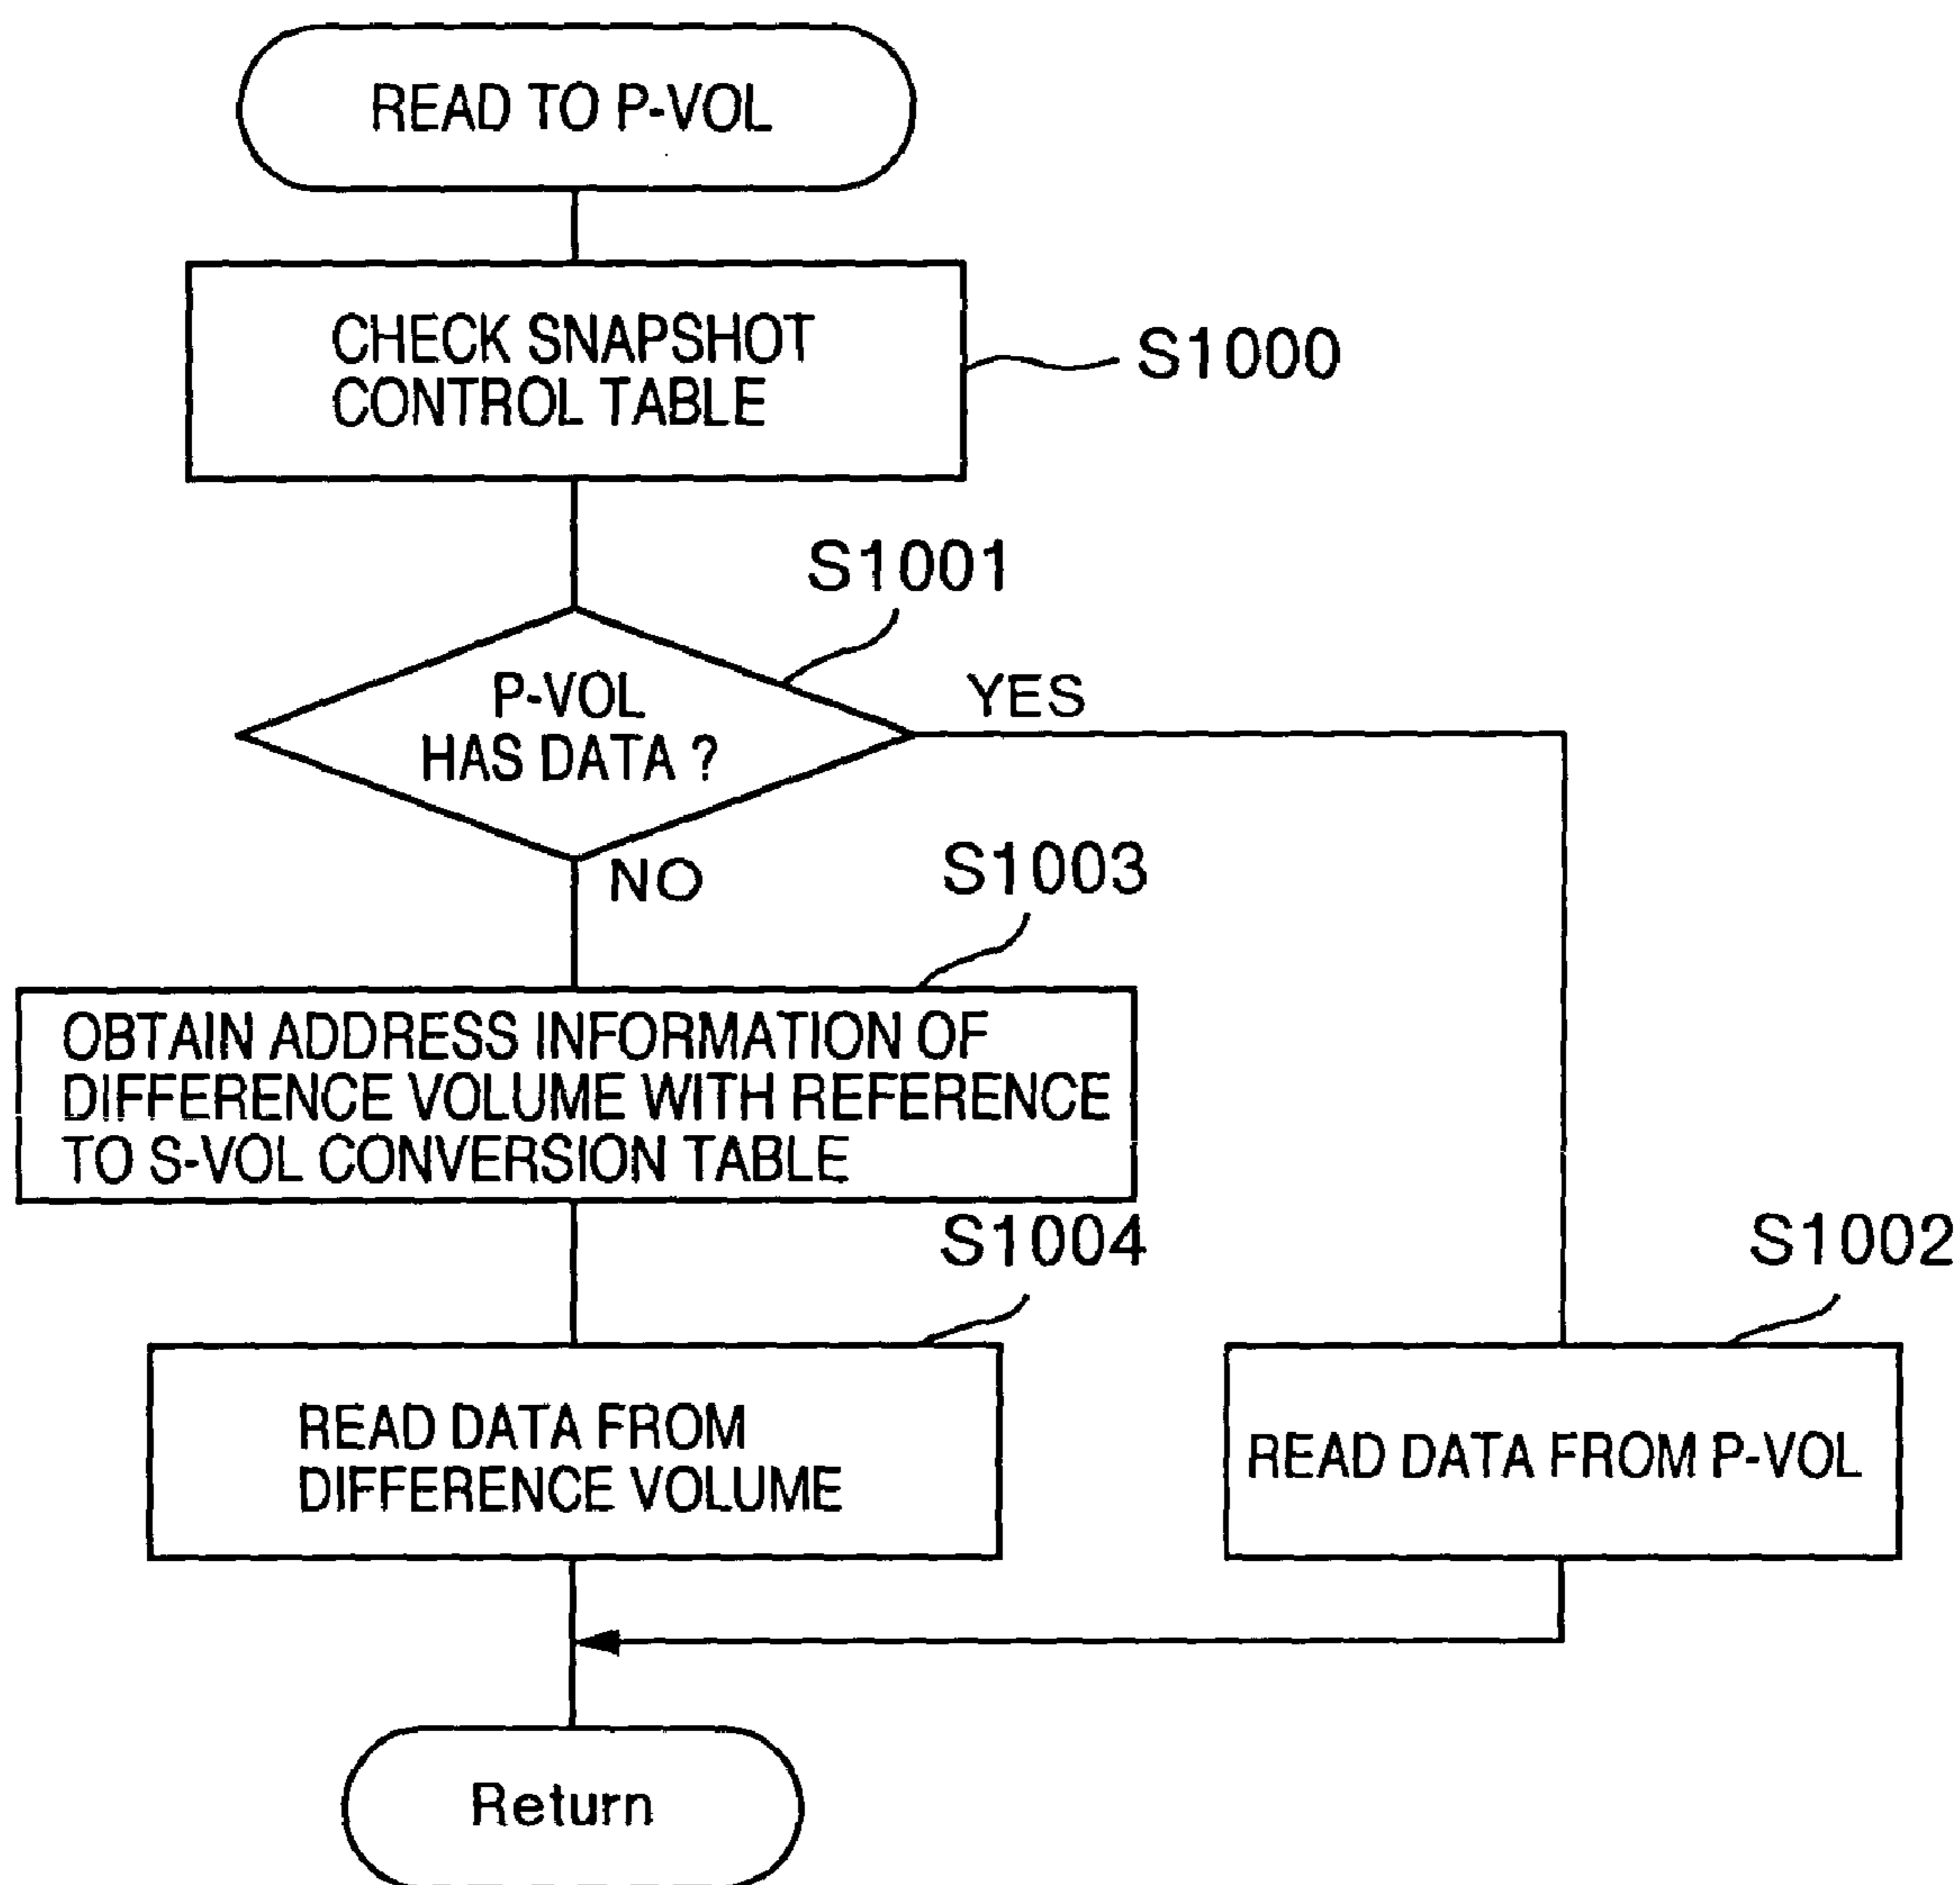 READ TO P-VOL
CHECK SNAPSHOT
CONTROL TABLE
S1000
S1001
P-VOL
HAS DATA ?
YES
NO
S1003
OBTAIN ADDRESS INFORMATION OF
DIFFERENCE VOLUME WITH REFERENCE
TO S-VOL CONVERSION TABLE
S1004
S1002
READ DATA FROM
DIFFERENCE VOLUME
READ DATA FROM P-VOL
Return